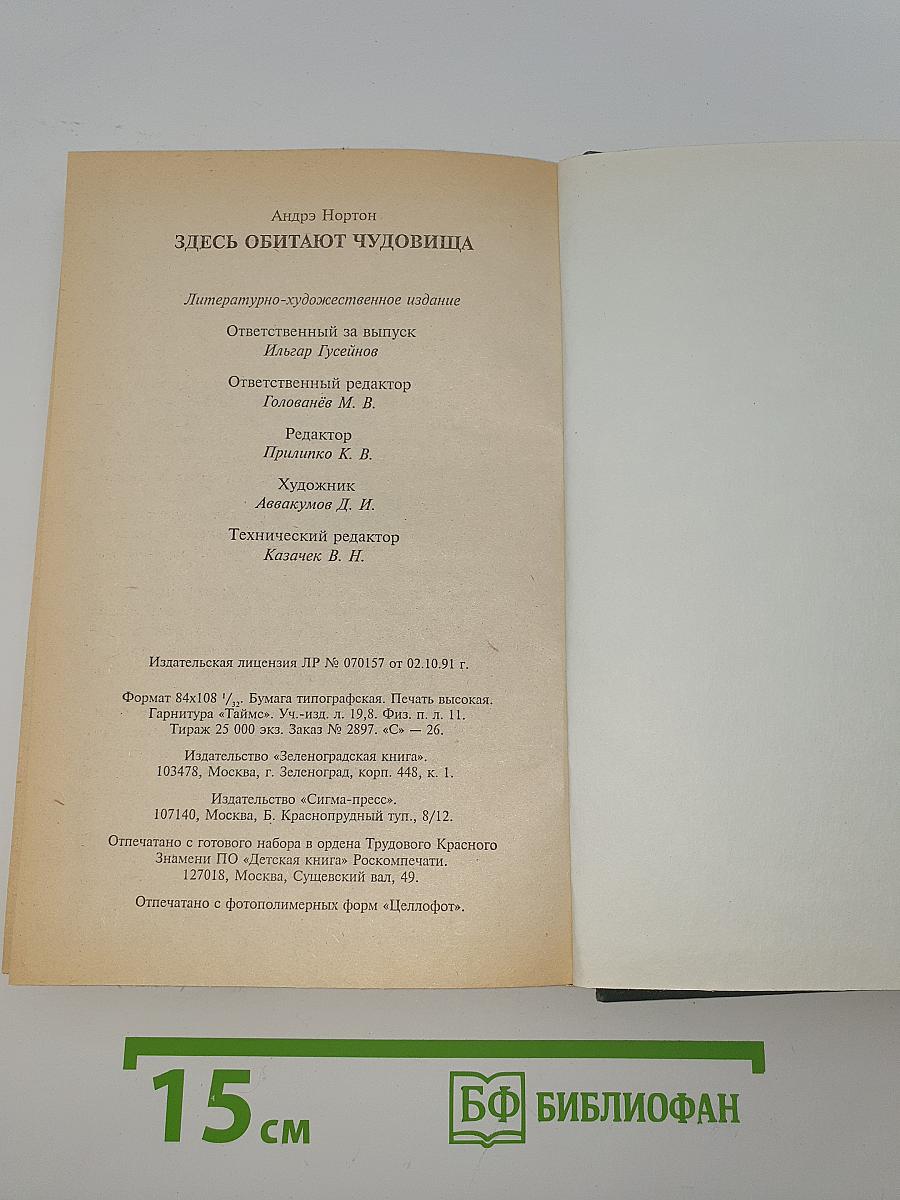 Андрэ Нортон
ЗДЕСЬ ОБИТАЮТ ЧУДОВИЩА
Литературно-художественное издание
Ответственный за выпуск
Ильгар Гусейнов
Ответственный редактор
Голованёв М. В.
Редактор
Прилипко К. В.
Художник
Аввакумов Д. И.
Технический редактор
Казачек В. Н.
Издательская лицензия ЛР № 070157 от 02.10.91 г.
Формат 84х108 1/32. Бумага типографская. Печать высокая.
Гарнитура «Таймс». Уч.-изд. л. 19,8. Физ. п. л. 11.
Тираж 25 000 экз. Заказ № 2897. «С» — 26.
Издательство «Зеленоградская книга».
103478, Москва, г. Зеленоград, корп. 448, к. 1.
Издательство «Сигма-пресс».
107140, Москва, Б. Краснопрудный туп., 8/12.
Отпечатано с готового набора в ордена Трудового Красного
Знамени ПО «Детская книга» Роскомпечати.
127018, Москва, Сущевский вал, 49.
Отпечатано с фотополимерных форм «Целлофот».
15 см
БФ БИБЛИОФАН